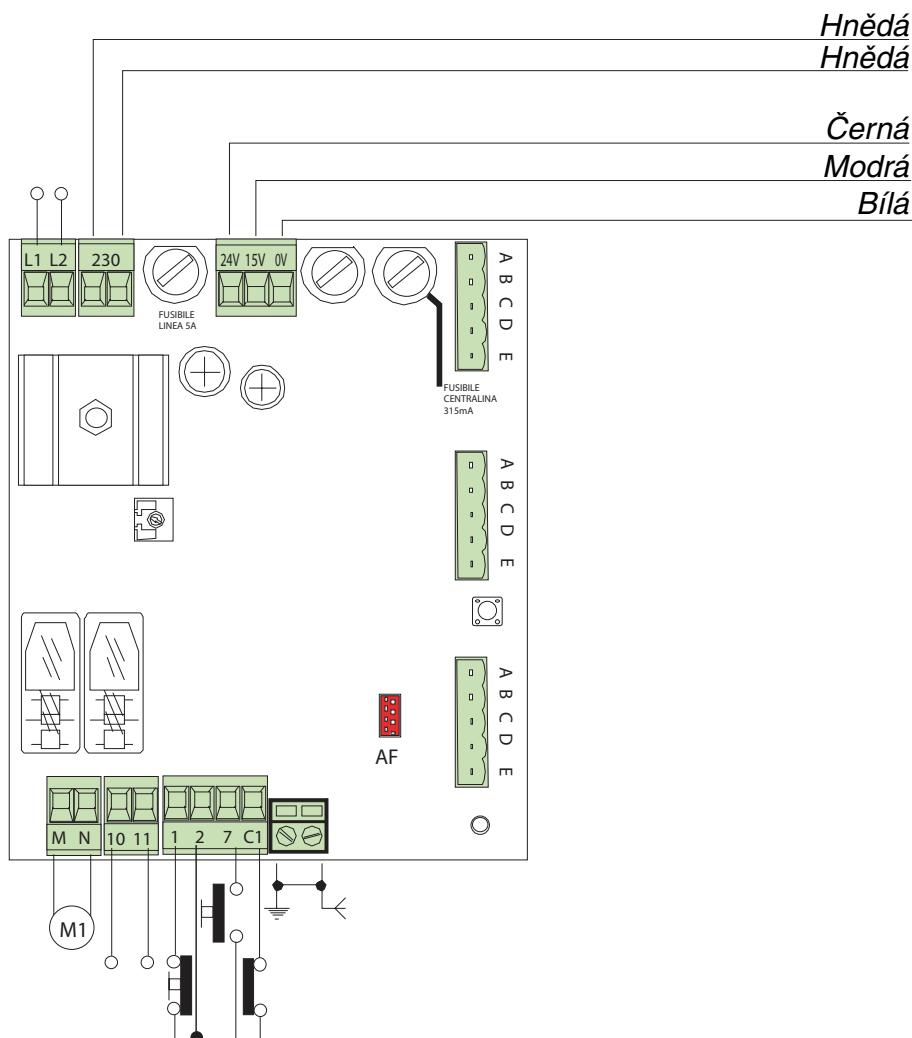 Hnědá
Hnědá
Černá
Modrá
Bílá
L1 L2
230
24V 15V 0V
FUSIBILE
LINEA 5A
FUSIBILE
CENTRALINA
315mA
A B C D E
A B C D E
A B C D E
AF
M N
10 11
1 2 7 C1
M1